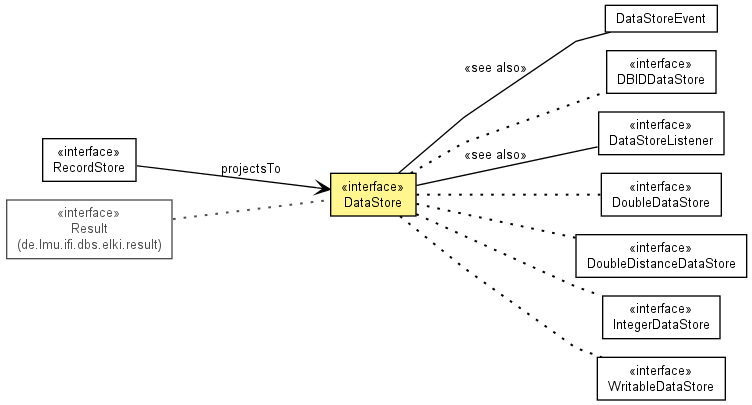 DataStoreEvent
«see also»
«interface»
DBIDDataStore
«interface»
DataStoreListener
«see also»
«interface»
RecordStore
projectsTo
«interface»
DataStore
«interface»
DoubleDataStore
«interface»
Result
(de.lmu.ifi.dbs.elki.result)
«interface»
DoubleDistanceDataStore
«interface»
IntegerDataStore
«interface»
WritableDataStore